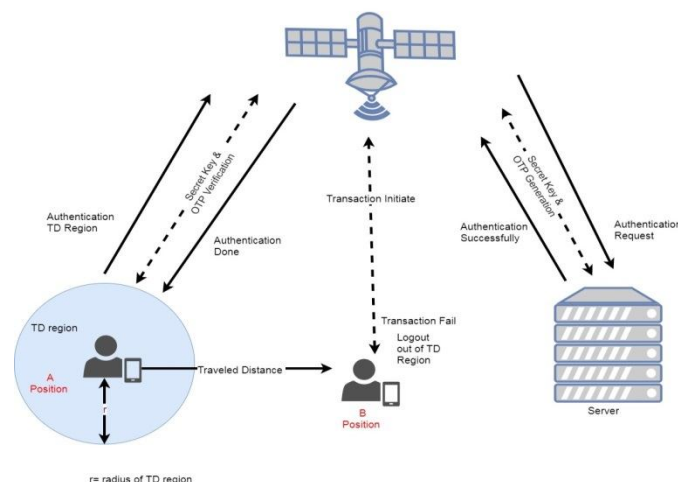 Secret Key &
OTP Verification
Secret Key &
OTP Generation
Transaction Initiate
Authentication
TD Region
Authentication
Done
Authentication
Successfully
Authentication
Request
Transaction Fail
Logout
out of TD
Region
TD region
A
Position
Traveled Distance
r
B
Position
Server
r= radius of TD region